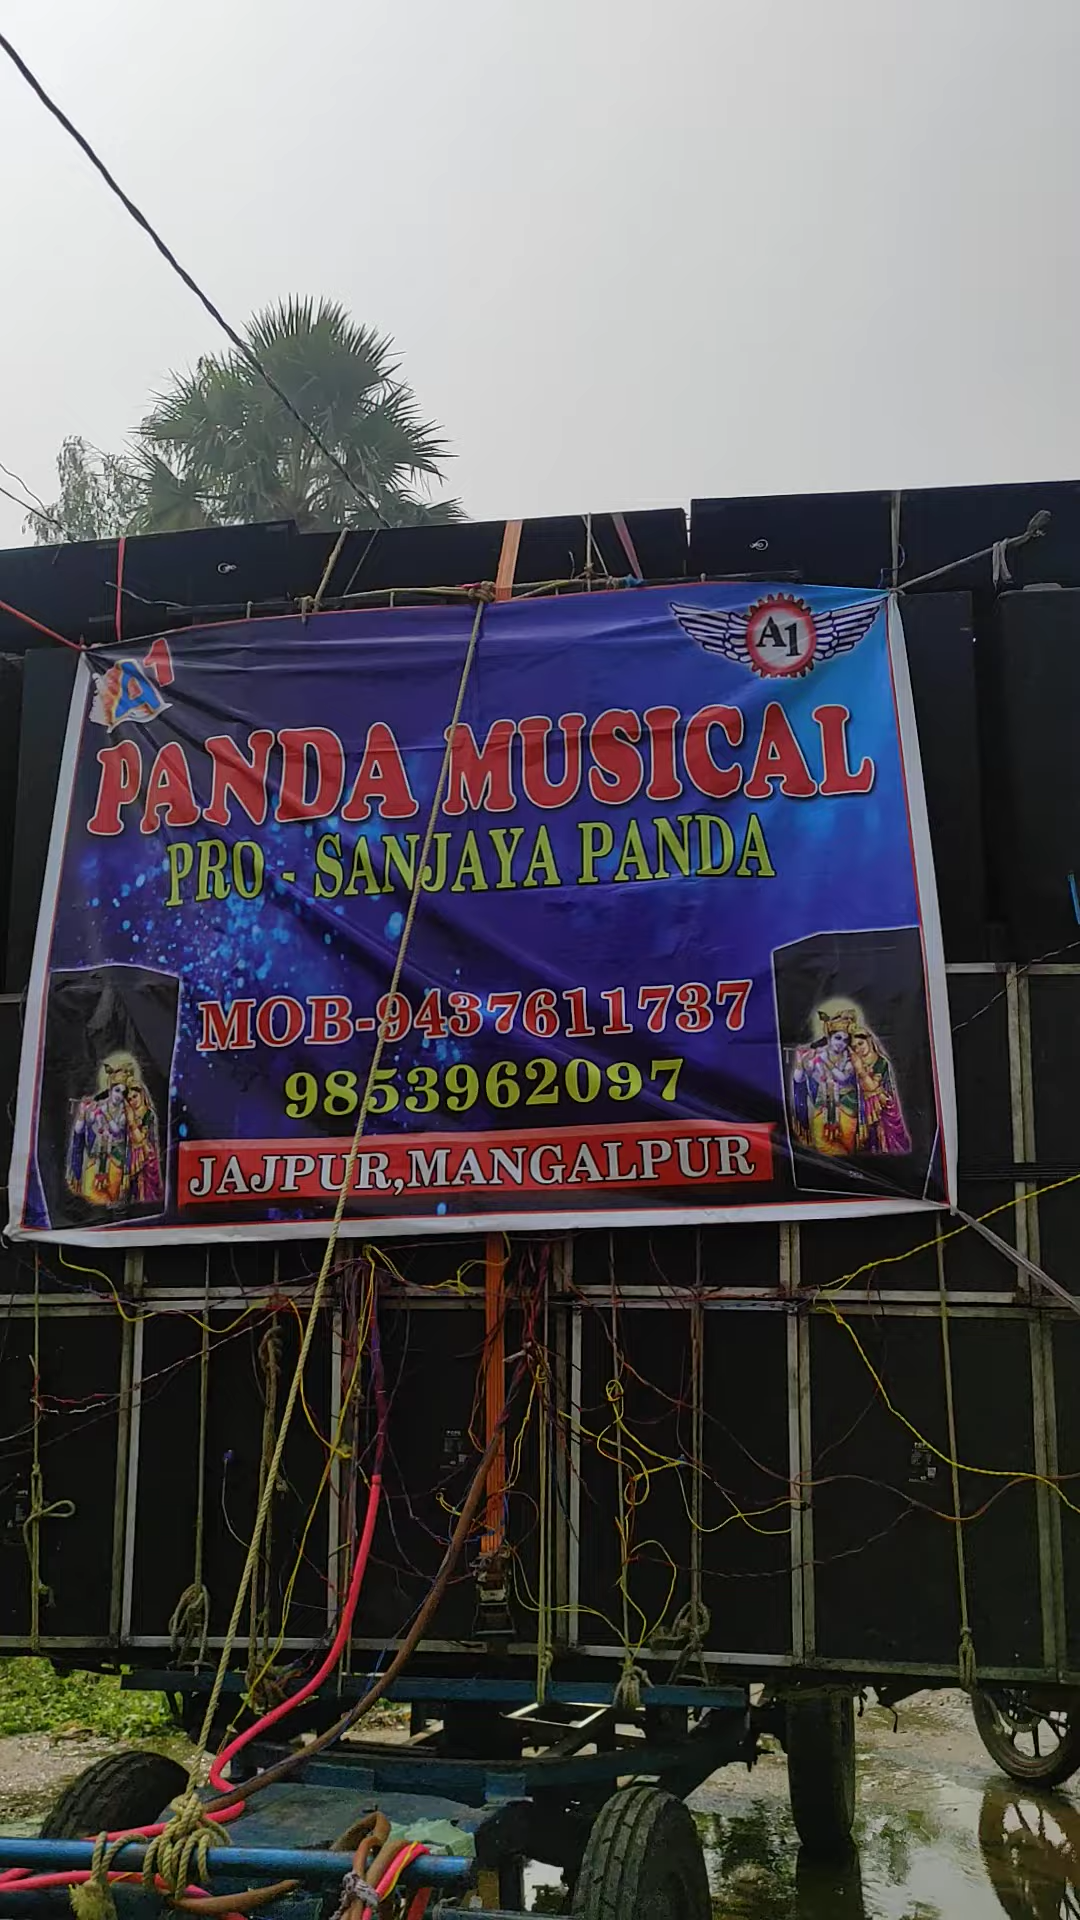 A1
A1
PANDA MUSICAL
PRO - SANJAYA PANDA
MOB-9437611737
9853962097
JAJPUR,MANGALPUR